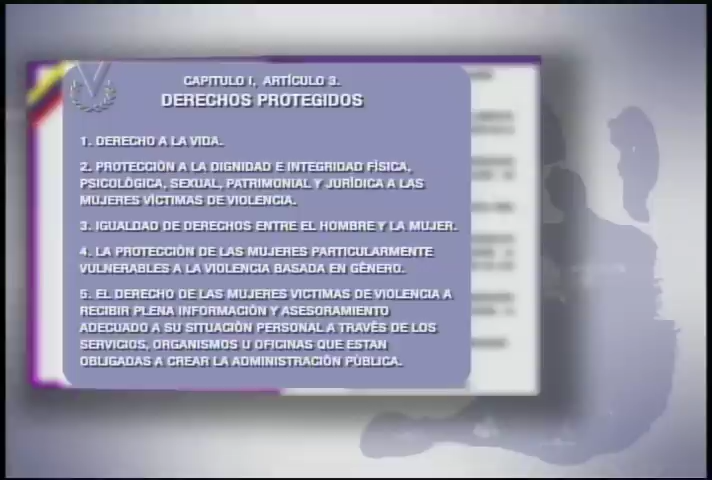 CAPITULO I, ARTÍCULO 3.
DERECHOS PROTEGIDOS
1. DERECHO A LA VIDA.
2. PROTECCIÓN A LA DIGNIDAD E INTEGRIDAD FÍSICA,
PSICOLÓGICA, SEXUAL, PATRIMONIAL Y JURÍDICA A LAS
MUJERES VÍCTIMAS DE VIOLENCIA.
3. IGUALDAD DE DERECHOS ENTRE EL HOMBRE Y LA MUJER.
4. LA PROTECCIÓN DE LAS MUJERES PARTICULARMENTE
VULNERABLES A LA VIOLENCIA BASADA EN GÉNERO.
5. EL DERECHO DE LAS MUJERES VICTIMAS DE VIOLENCIA A
RECIBIR PLENA INFORMACIÓN Y ASESORAMIENTO
ADECUADO A SU SITUACIÓN PERSONAL A TRAVÉS DE LOS
SERVICIOS, ORGANISMOS U OFICINAS QUE ESTAN
OBLIGADAS A CREAR LA ADMINISTRACIÓN PÚBLICA.